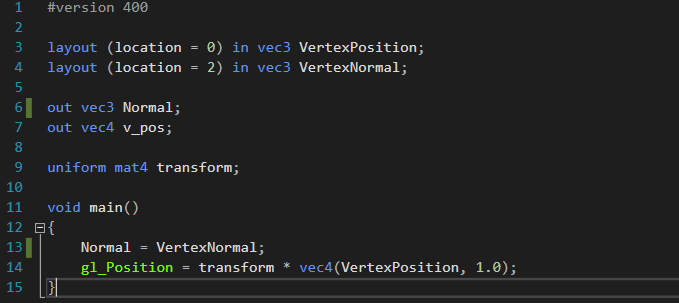 1 #version 400
2
3 layout (location = 0) in vec3 VertexPosition;
4 layout (location = 2) in vec3 VertexNormal;
5
6 out vec3 Normal;
7 out vec4 v_pos;
8
9 uniform mat4 transform;
10
11 void main()
12 {
13 Normal = VertexNormal;
14 gl_Position = transform * vec4(VertexPosition, 1.0);
15 }